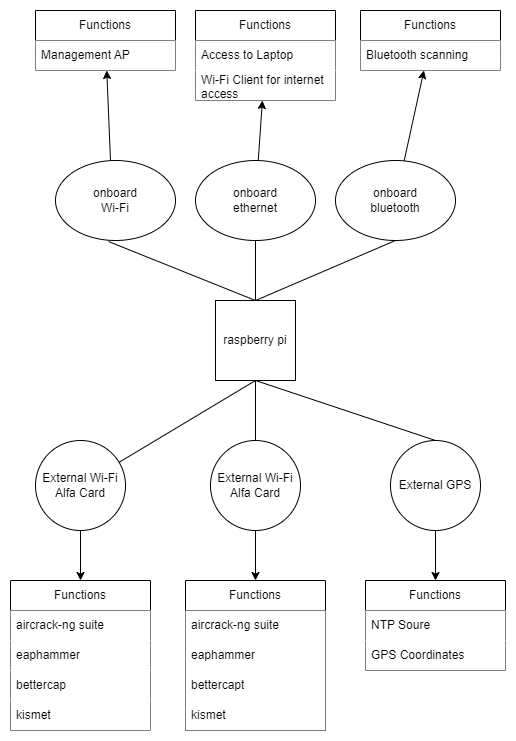 Functions
Management AP
Functions
Access to Laptop
Wi-Fi Client for internet
access
Functions
Bluetooth scanning
onboard
Wi-Fi
onboard
ethernet
onboard
bluetooth
raspberry pi
External Wi-Fi
Alfa Card
External Wi-Fi
Alfa Card
External GPS
Functions
aircrack-ng suite
eaphammer
bettercap
kismet
Functions
aircrack-ng suite
eaphammer
bettercapt
kismet
Functions
NTP Soure
GPS Coordinates